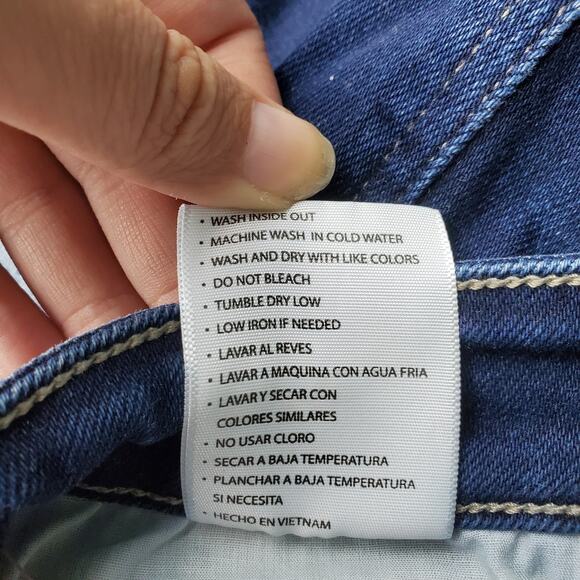 • WASH INSIDE OUT
• MACHINE WASH IN COLD WATER
• WASH AND DRY WITH LIKE COLORS
• DO NOT BLEACH
• TUMBLE DRY LOW
• LOW IRON IF NEEDED
• LAVAR AL REVES
• LAVAR A MAQUINA CON AGUA FRIA
• LAVAR Y SECAR CON
COLORES SIMILARES
• NO USAR CLORO
• SECAR A BAJA TEMPERATURA
• PLANCHAR A BAJA TEMPERATURA
SI NECESITA
• HECHO EN VIETNAM